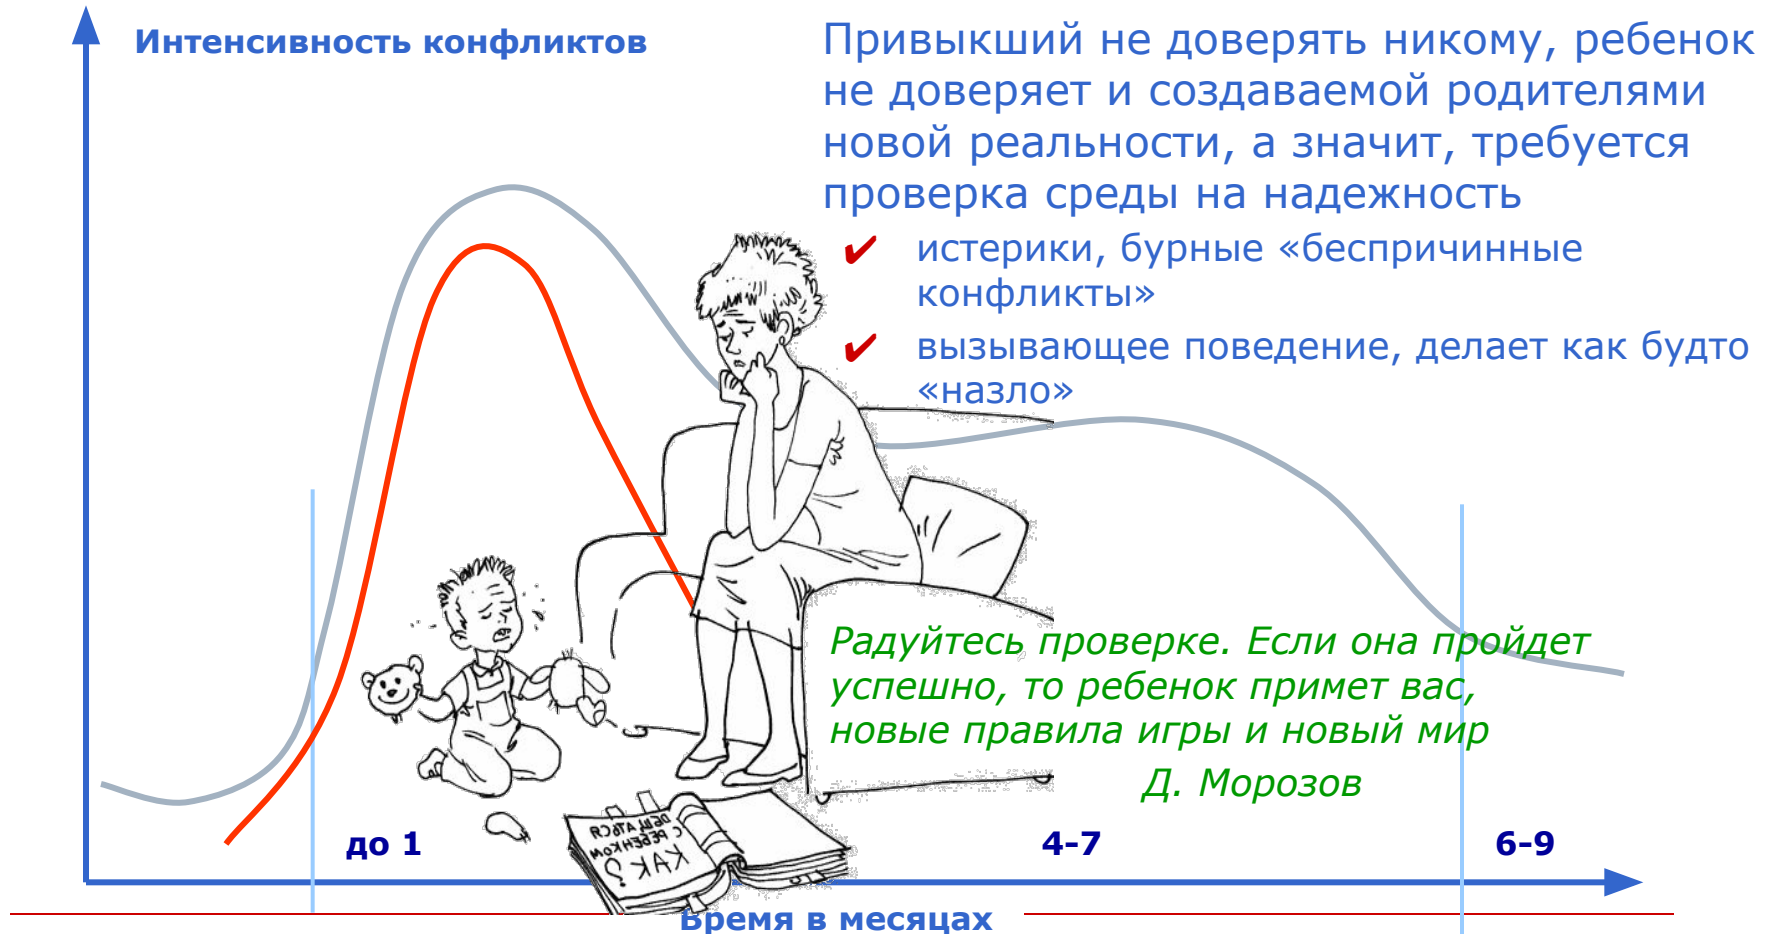 Интенсивность конфликтов
Привыкший не доверять никому, ребенок
не доверяет и создаваемой родителями
новой реальности, а значит, требуется
проверка среды на надежность
✔ истерики, бурные «беспричинные
конфликты»
✔ вызывающее поведение, делает как будто
«назло»
Радуйтесь проверке. Если она пройдет
успешно, то ребенок примет вас,
новые правила игры и новый мир
Д. Морозов
ОБЩАТЬСЯ
С РЕБЕНКОМ
КАК?
до 1
4-7
6-9
Время в месяцах